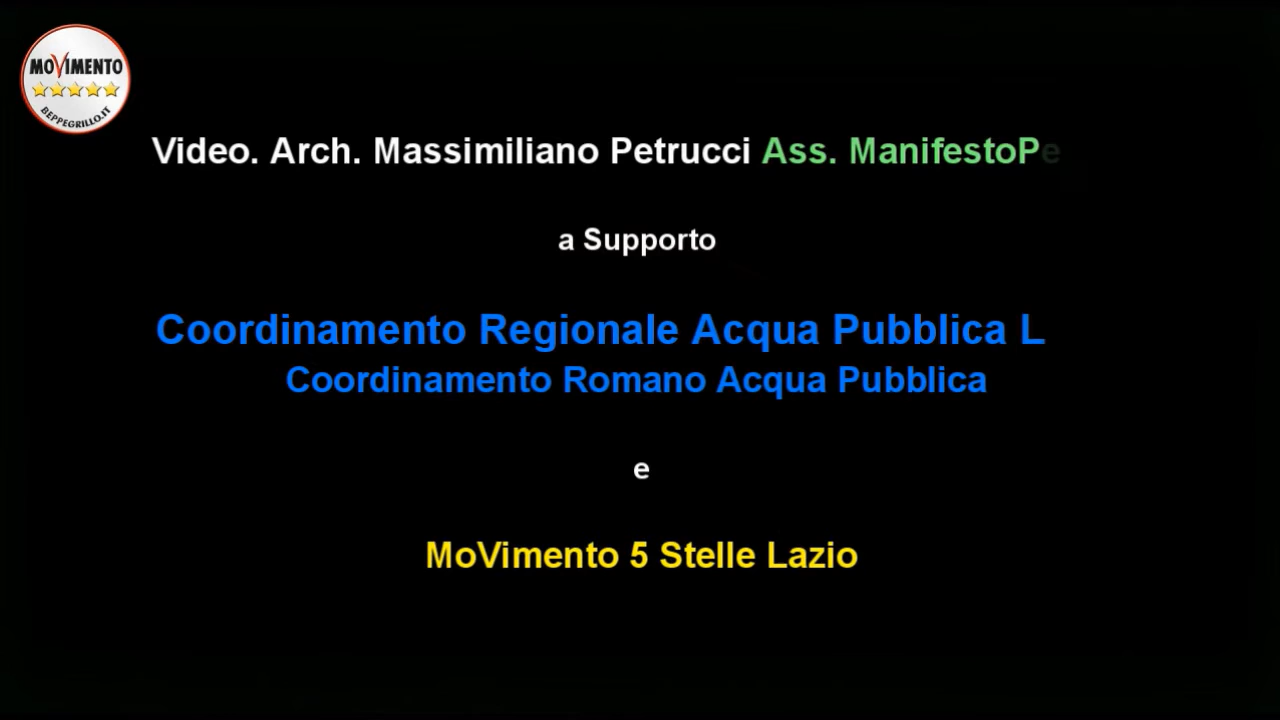 MOVIMENTO
BEPPEGRILLO.IT
Video. Arch. Massimiliano Petrucci Ass. ManifestoPe
a Supporto
Coordinamento Regionale Acqua Pubblica L
Coordinamento Romano Acqua Pubblica
e
MoVimento 5 Stelle Lazio